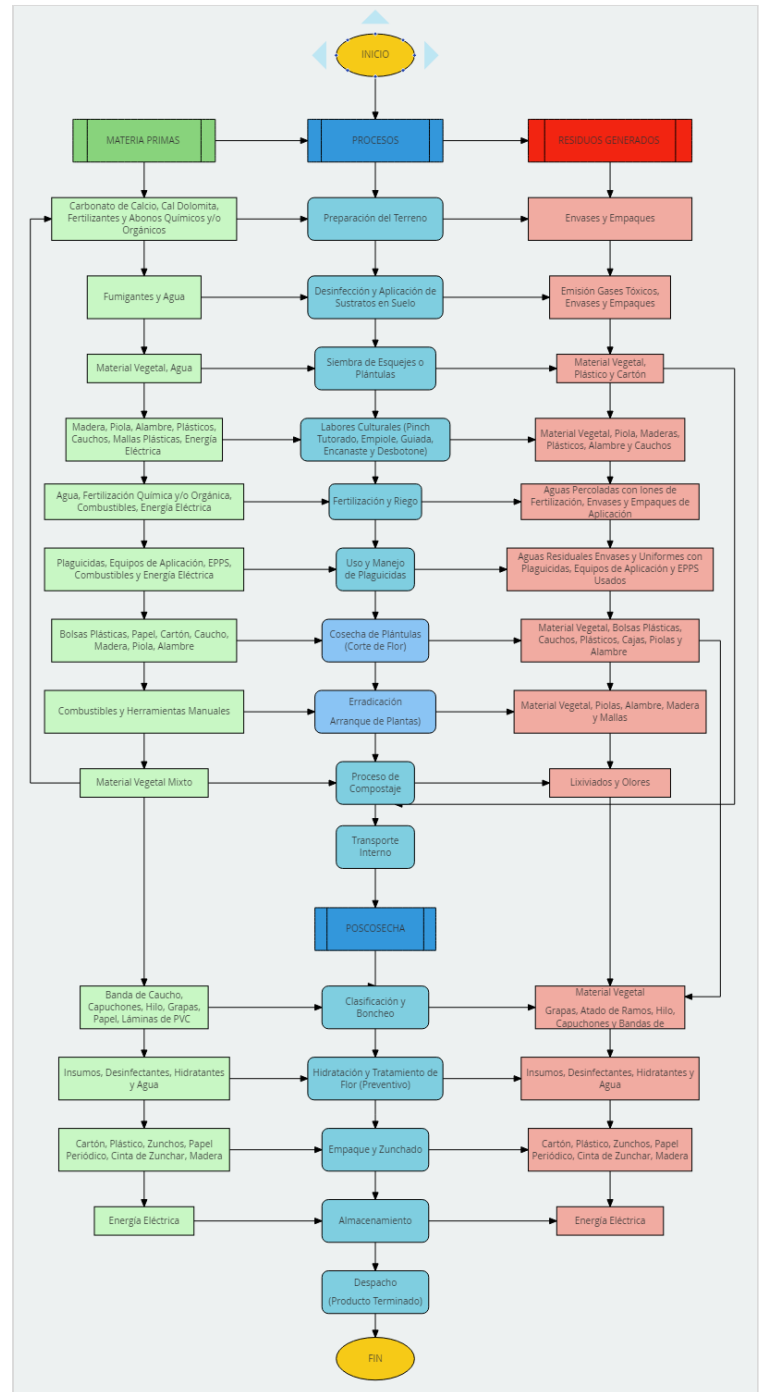 INICIO
MATERIA PRIMAS
PROCESOS
RESIDUOS GENERADOS
Carbonato de Calcio, Cal Dolomita,
Fertilizantes y Abonos Químicos y/o
Orgánicos
Preparación del Terreno
Envases y Empaques
Fumigantes y Agua
Desinfección y Aplicación de
Sustratos en Suelo
Emisión Gases Tóxicos,
Envases y Empaques
Material Vegetal, Agua
Siembra de Esquejes o
Plántulas
Material Vegetal,
Plástico y Cartón
Madera, Piola, Alambre, Plásticos,
Cauchos, Mallas Plásticas, Energía
Eléctrica
Labores Culturales (Pinch
Tutorado, Empiole, Guiada,
Encanaste y Desbotone)
Material Vegetal, Piola, Maderas,
Plásticos, Alambre y Cauchos
Agua, Fertilización Química y/o Orgánica,
Combustibles, Energía Eléctrica
Fertilización y Riego
Aguas Percoladas con Iones de
Fertilización, Envases y Empaques de
Aplicación
Plaguicidas, Equipos de Aplicación, EPPS,
Combustibles y Energía Eléctrica
Uso y Manejo
de Plaguicidas
Aguas Residuales Envases y Uniformes con
Plaguicidas, Equipos de Aplicación y EPPS
Usados
Bolsas Plásticas, Papel, Cartón, Caucho,
Madera, Piola, Alambre
Cosecha de Plántulas
(Corte de Flor)
Material Vegetal, Bolsas Plásticas,
Cauchos, Plásticos, Cajas, Piolas y
Alambre
Combustibles y Herramientas Manuales
Erradicación
Arranque de Plantas)
Material Vegetal, Piolas, Alambre, Madera
y Mallas
Material Vegetal Mixto
Proceso de
Compostaje
Lixiviados y Olores
Transporte
Interno
POSCOSECHA
Banda de Caucho,
Capuchones, Hilo, Grapas,
Papel, Láminas de PVC
Clasificación y
Boncheo
Material Vegetal
Grapas, Atado de Ramos, Hilo,
Capuchones y Bandas de
Insumos, Desinfectantes, Hidratantes
y Agua
Hidratación y Tratamiento de
Flor (Preventivo)
Insumos, Desinfectantes, Hidratantes y
Agua
Cartón, Plástico, Zunchos, Papel
Periódico, Cinta de Zunchar, Madera
Empaque y Zunchado
Cartón, Plástico, Zunchos, Papel
Periódico, Cinta de Zunchar, Madera
Energía Eléctrica
Almacenamiento
Energía Eléctrica
Despacho
(Producto Terminado)
FIN